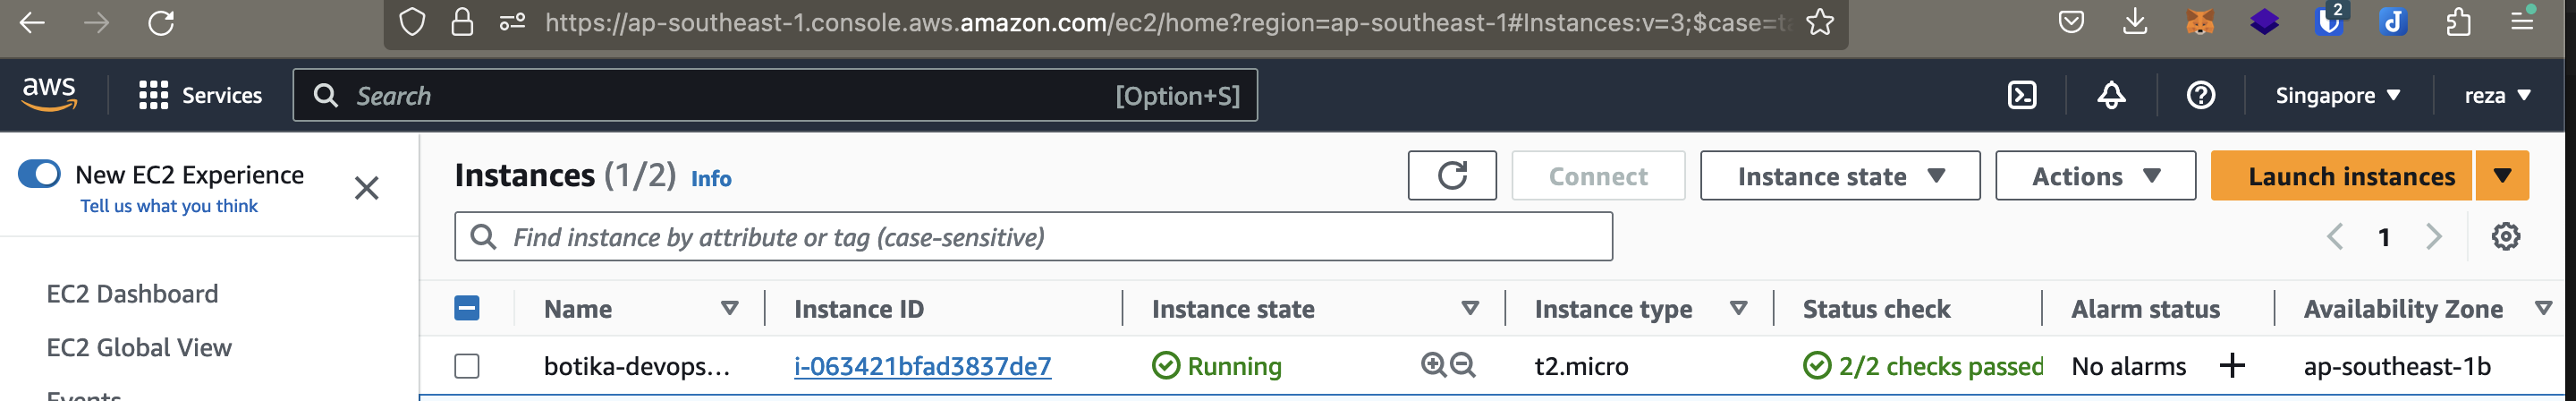 https://ap-southeast-1.console.aws.amazon.com/ec2/home?region=ap-southeast-1#Instances:v=3;$case=ta
2
aws
Services
Search
[Option+S]
Singapore
reza
New EC2 Experience
Tell us what you think
EC2 Dashboard
EC2 Global View
Events
Instances (1/2) Info
Connect
Instance state
Actions
Launch instances
Find instance by attribute or tag (case-sensitive)
1
Name Instance ID Instance state Instance type Status check Alarm status Availability Zone
botika-devops... i-063421bfad3837de7 Running t2.micro 2/2 checks passed No alarms + ap-southeast-1b